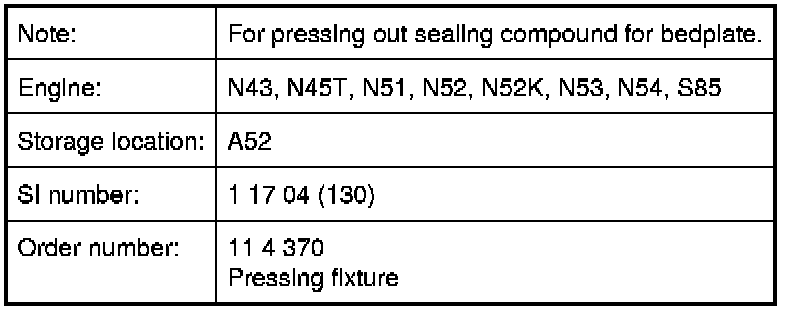 Note: For pressing out sealing compound for bedplate.
Engine: N43, N45T, N51, N52, N52K, N53, N54, S85
Storage location: A52
SI number: 1 17 04 (130)
Order number: 11 4 370
Pressing fixture